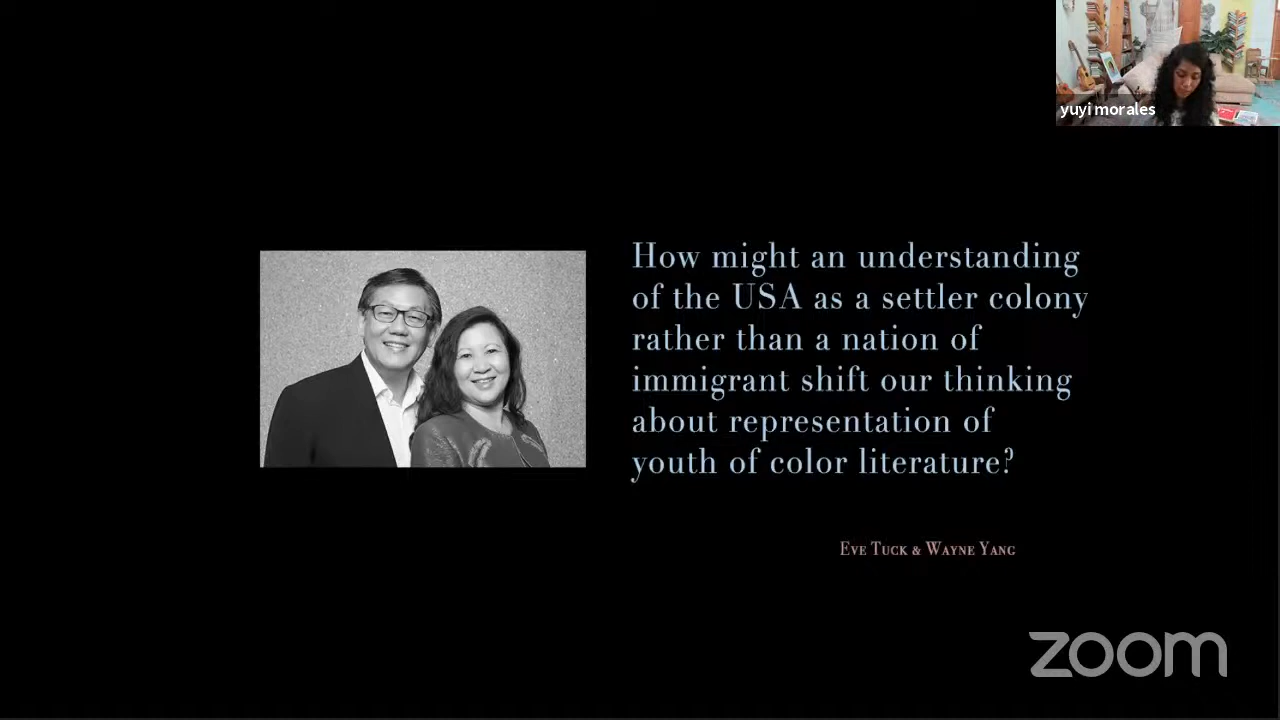 yuyi morales
How might an understanding
of the USA as a settler colony
rather than a nation of
immigrant shift our thinking
about representation of
youth of color literature?
Eve Tuck & Wayne Yang
zoom